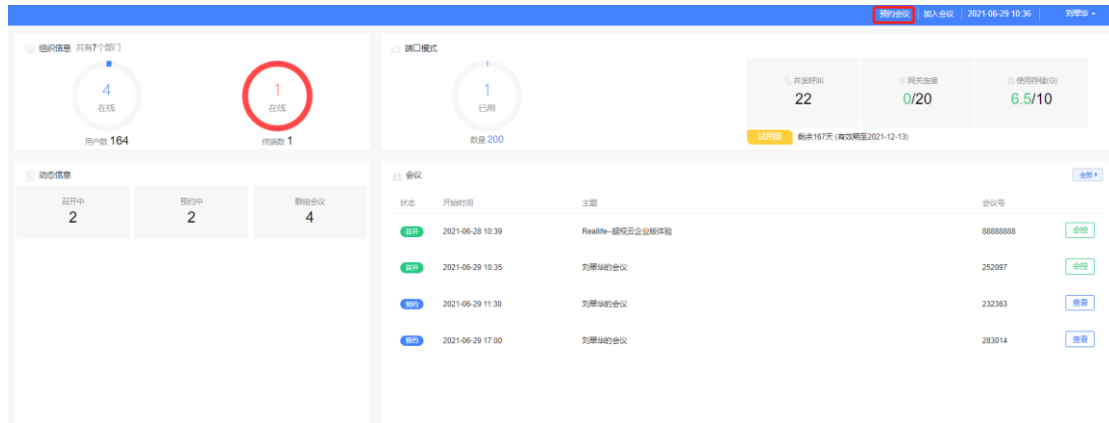 预约会议 加入会议 2021-06-29 10:36 刘翠华
组织信息 共有7个部门
4
在线
用户数 164
1
在线
终端数 1
端口模式
1
已用
数量 200
并发呼叫
22
网关连接
0/20
使用存储(G)
6.5/10
试用版 剩余167天 (有效期至2021-12-13)
动态信息
召开中
2
预约中
2
群组会议
4
会议 全部
状态 开始时间 主题 会议号
召开 2021-06-28 10:39 Reallife--超视云企业版体验 88888888 会控
召开 2021-06-29 10:35 刘翠华的会议 252097 会控
预约 2021-06-29 11:30 刘翠华的会议 232363 查看
预约 2021-06-29 17:00 刘翠华的会议 283014 查看